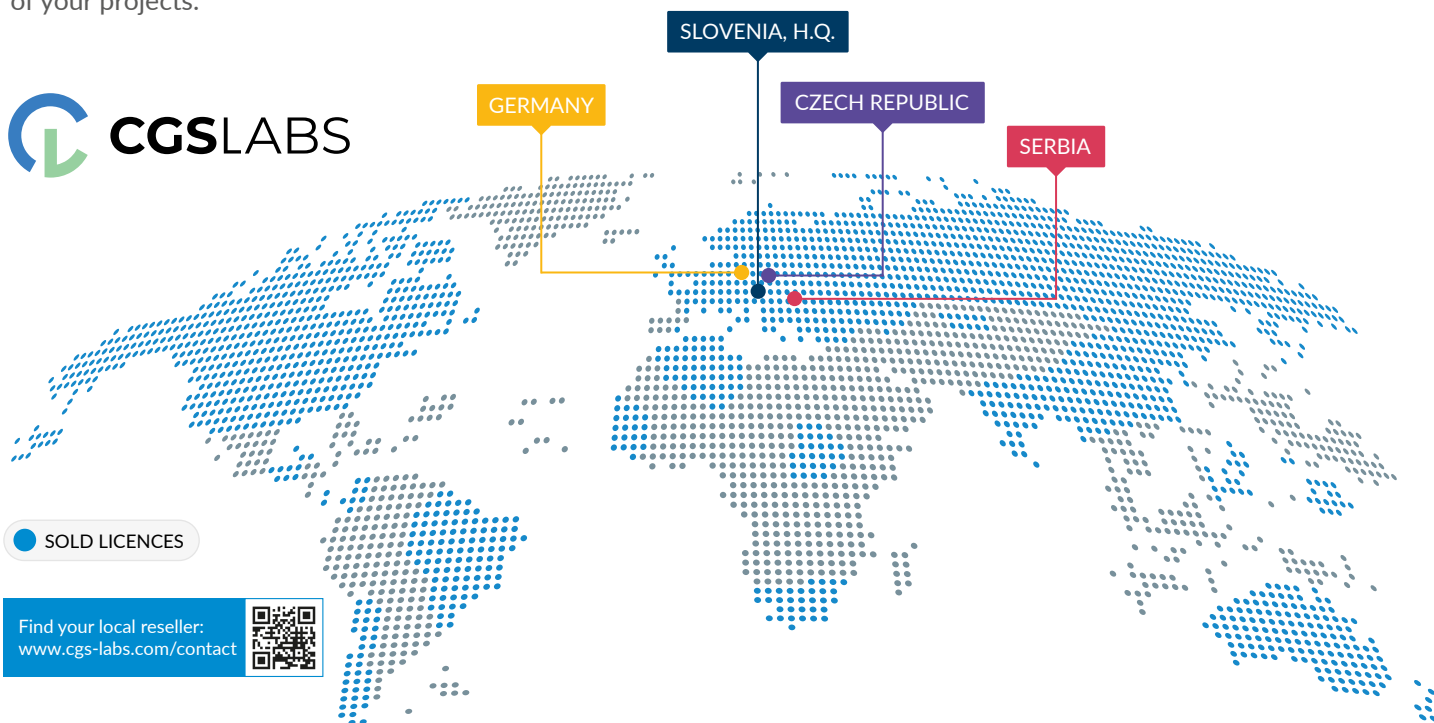 of your projects.
SLOVENIA, H.Q.
GERMANY
CZECH REPUBLIC
CGSLABS
SERBIA
SOLD LICENCES
Find your local reseller:
www.cgs-labs.com/contact